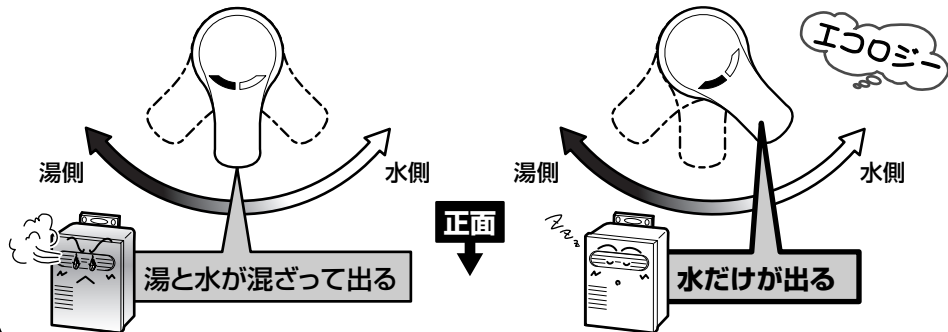 湯側
水側
湯と水が混ざって出る
正面
エコロジー
湯側
水側
zzz
水だけが出る